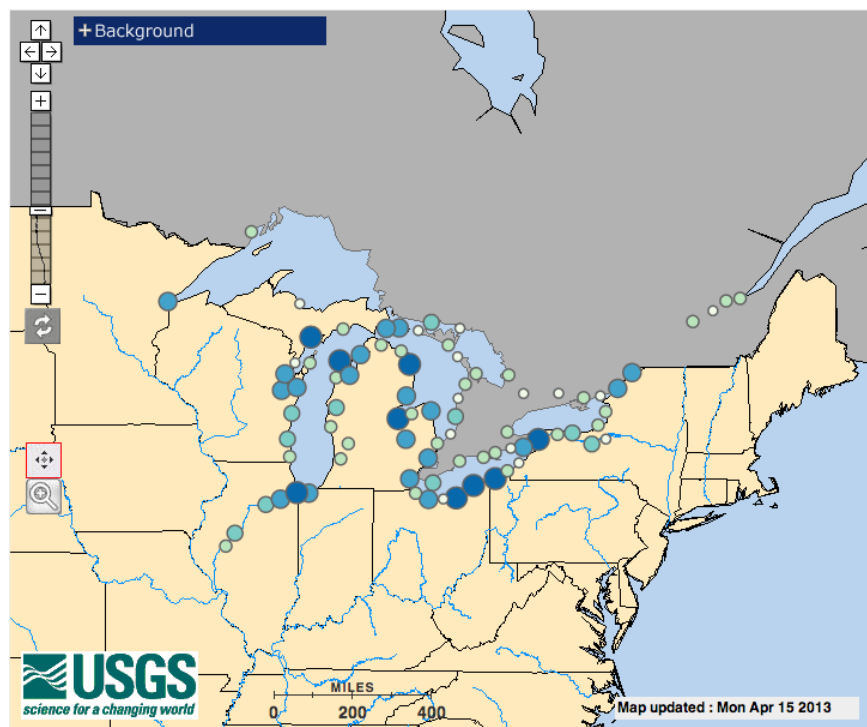 + Background
USGS
science for a changing world
MILES
0 200 400
Map updated : Mon Apr 15 2013